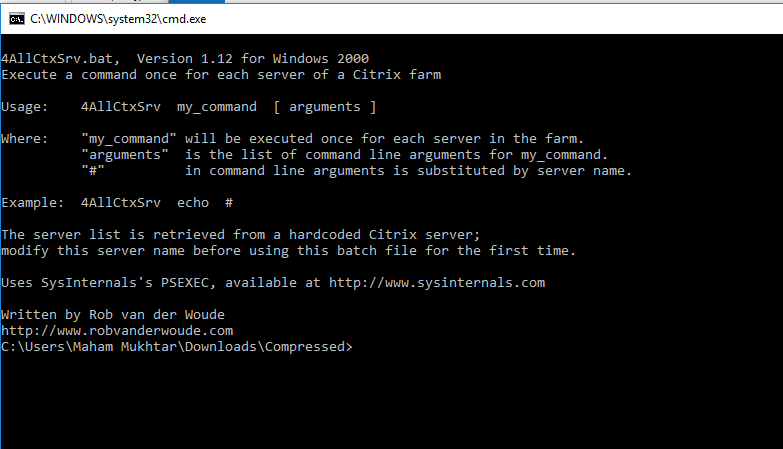 C:\WINDOWS\system32\cmd.exe
4AllCtxSrv.bat,  Version 1.12 for Windows 2000
Execute a command once for each server of a Citrix farm
Usage:    4AllCtxSrv  my_command  [ arguments ]
Where:    "my_command" will be executed once for each server in the farm.
"arguments"  is the list of command line arguments for my_command.
"#"          in command line arguments is substituted by server name.
Example:  4AllCtxSrv  echo  #
The server list is retrieved from a hardcoded Citrix server;
modify this server name before using this batch file for the first time.
Uses SysInternals's PSEXEC, available at http://www.sysinternals.com
Written by Rob van der Woude
http://www.robvanderwoude.com
C:\Users\Maham Mukhtar\Downloads\Compressed>